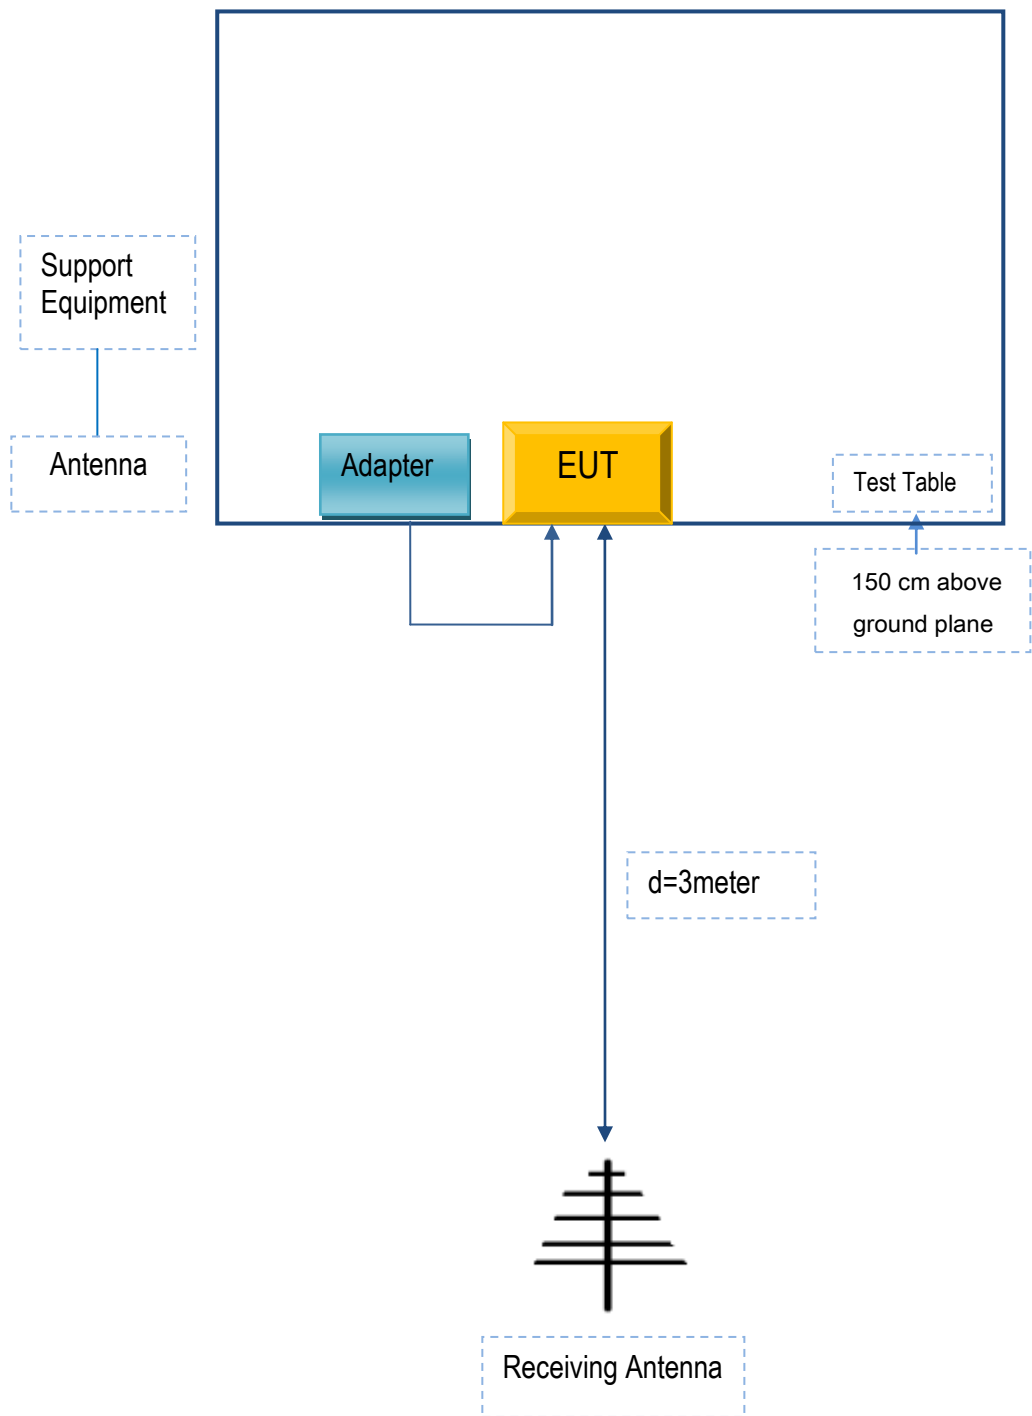 Support
Equipment
Antenna
Adapter
EUT
Test Table
150 cm above
ground plane
d=3meter
Receiving Antenna